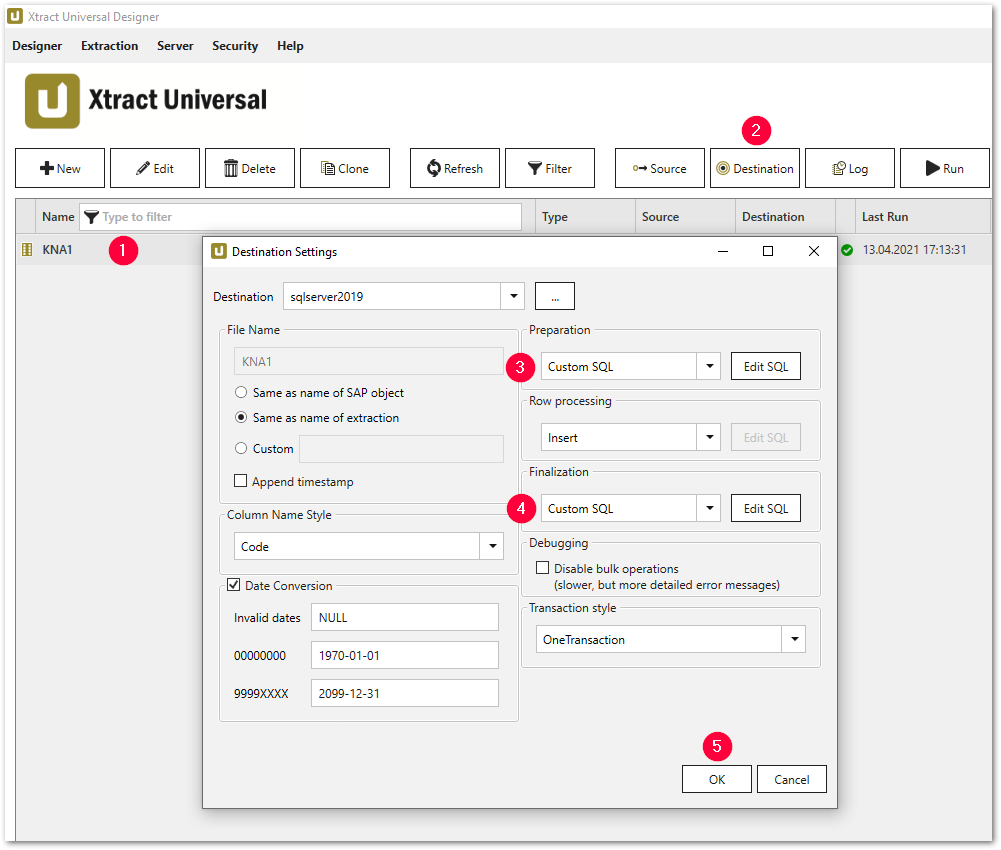 Xtract Universal Designer
Designer Extraction Server Security Help
Xtract Universal
2
New Edit Delete Clone Refresh Filter Source Destination Log Run
Name Type to filter Type Source Destination Last Run
KNA1 1 13.04.2021 17:13:31
Destination Settings
Destination sqlserver2019 ...
File Name
KNA1
Same as name of SAP object
Same as name of extraction
Custom
Append timestamp
Column Name Style
Code
Date Conversion
Invalid dates NULL
00000000 1970-01-01
9999XXXX 2099-12-31
Preparation
3 Custom SQL Edit SQL
Row processing
Insert Edit SQL
Finalization
4 Custom SQL Edit SQL
Debugging
Disable bulk operations
(slower, but more detailed error messages)
Transaction style
OneTransaction
5
OK Cancel